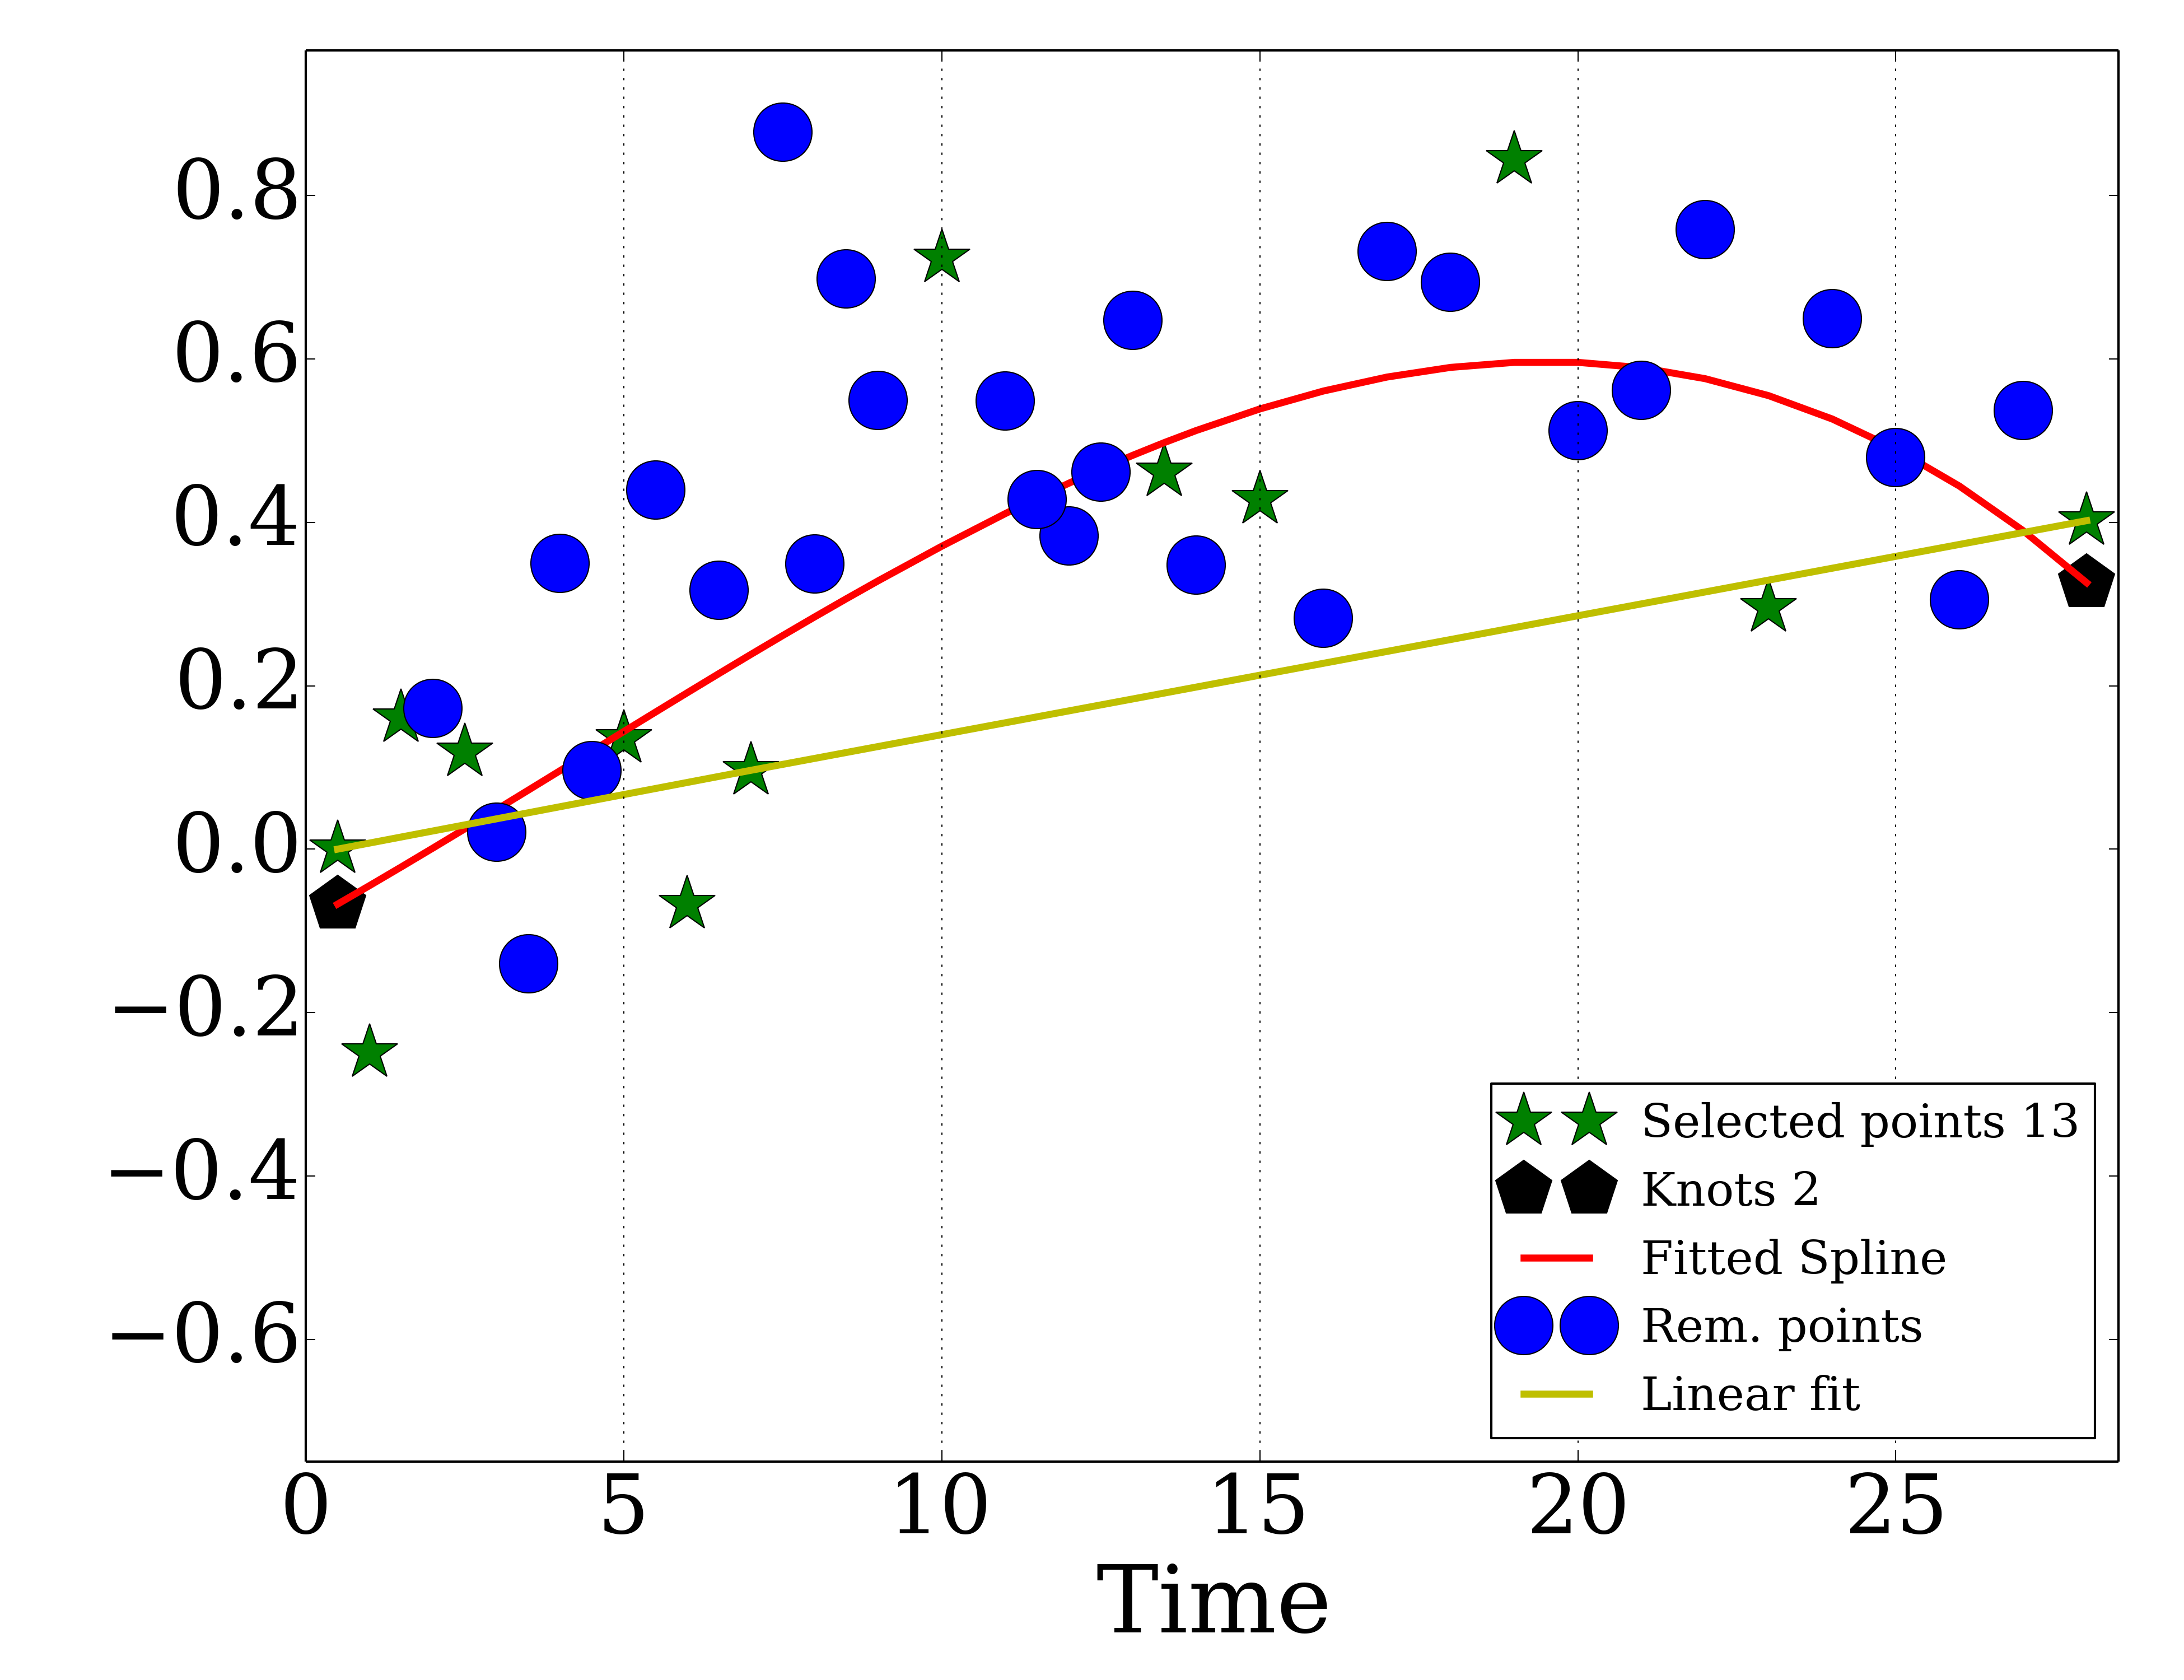 0.8
0.6
0.4
0.2
0.0
−0.2
−0.4
−0.6
0 5 10 15 20 25
Time
Selected points 13
Knots 2
Fitted Spline
Rem. points
Linear fit